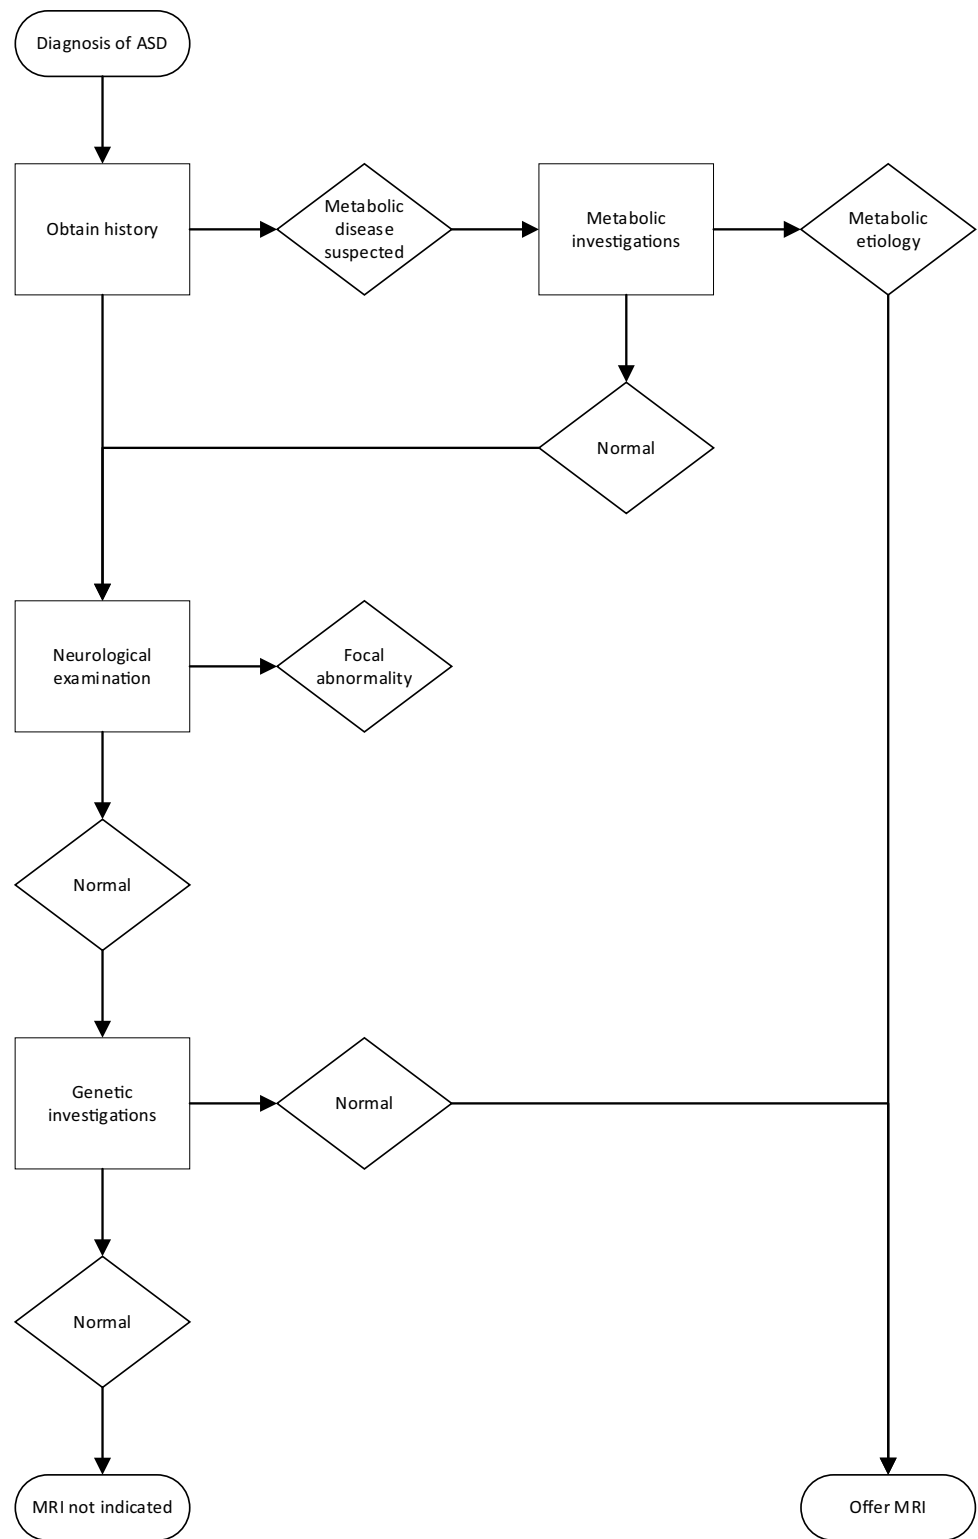 Diagnosis of ASD
Obtain history
Metabolic
disease
suspected
Metabolic
investigations
Metabolic
etiology
Normal
Neurological
examination
Focal
abnormality
Normal
Genetic
investigations
Normal
Normal
MRI not indicated
Offer MRI